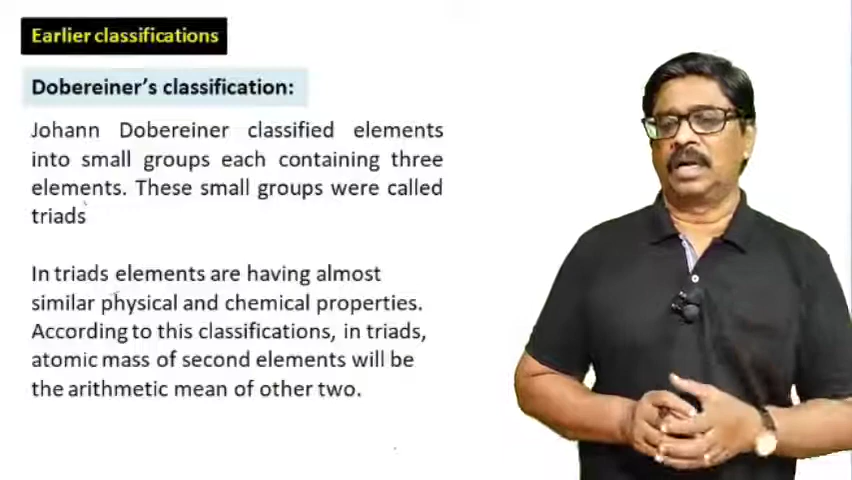 Earlier classifications
Dobereiner’s classification:
Johann Dobereiner classified elements
into small groups each containing three
elements. These small groups were called
triads
In triads elements are having almost
similar physical and chemical properties.
According to this classifications, in triads,
atomic mass of second elements will be
the arithmetic mean of other two.